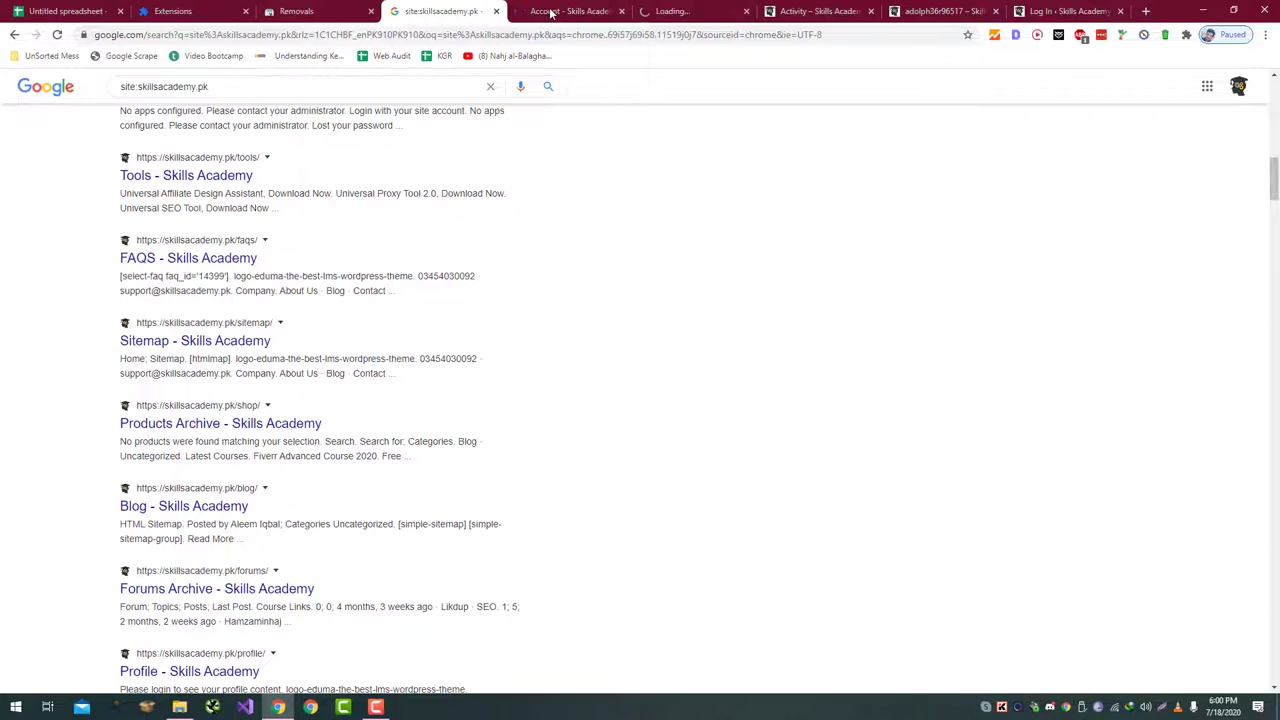 Untitled spreadsheet -
Extensions
Removals
site:skillsacademy.pk -
Account - Skills Acade
Loading...
Activity – Skills Academ
adolph36r96517 – Skil
Log In ‹ Skills Academy
google.com/search?q=site%3Askillsacademy.pk&rlz=1C1CHBF_enPK910PK910&oq=site%3Askillsacademy.pk&aqs=chrome..69i57j69i58.11519j0j7&sourceid=chrome&ie=UTF-8
Paused
UnSorted Mess
Google Scrape
Video Bootcamp
Understanding Ke...
Web Audit
KGR
(8) Nahj al-Balagha...
Google
site:skillsacademy.pk
No apps configured. Please contact your administrator. Login with your site account. No apps
configured. Please contact your administrator. Lost your password ...
https://skillsacademy.pk/tools/
Tools - Skills Academy
Universal Affiliate Design Assistant, Download Now. Universal Proxy Tool 2.0, Download Now.
Universal SEO Tool, Download Now ...
https://skillsacademy.pk/faqs/
FAQS - Skills Academy
[select-faq faq_id='14399']. logo-eduma-the-best-lms-wordpress-theme. 03454030092 ·
support@skillsacademy.pk. Company. About Us · Blog · Contact ...
https://skillsacademy.pk/sitemap/
Sitemap - Skills Academy
Home; Sitemap. [htmlmap]. logo-eduma-the-best-lms-wordpress-theme. 03454030092 ·
support@skillsacademy.pk. Company. About Us · Blog · Contact ...
https://skillsacademy.pk/shop/
Products Archive - Skills Academy
No products were found matching your selection. Search. Search for: Categories. Blog ·
Uncategorized. Latest Courses. Fiverr Advanced Course 2020. Free ...
https://skillsacademy.pk/blog/
Blog - Skills Academy
HTML Sitemap. Posted by Aleem Iqbal; Categories Uncategorized. [simple-sitemap] [simple-
sitemap-group]. Read More ...
https://skillsacademy.pk/forums/
Forums Archive - Skills Academy
Forum; Topics; Posts; Last Post. Course Links. 0; 0; 4 months, 3 weeks ago · Likdup · SEO. 1; 5;
2 months, 2 weeks ago · Hamzaminhaj ...
https://skillsacademy.pk/profile/
Profile - Skills Academy
Please login to see your profile content. logo-eduma-the-best-lms-wordpress-theme.
6:00 PM
7/18/2020